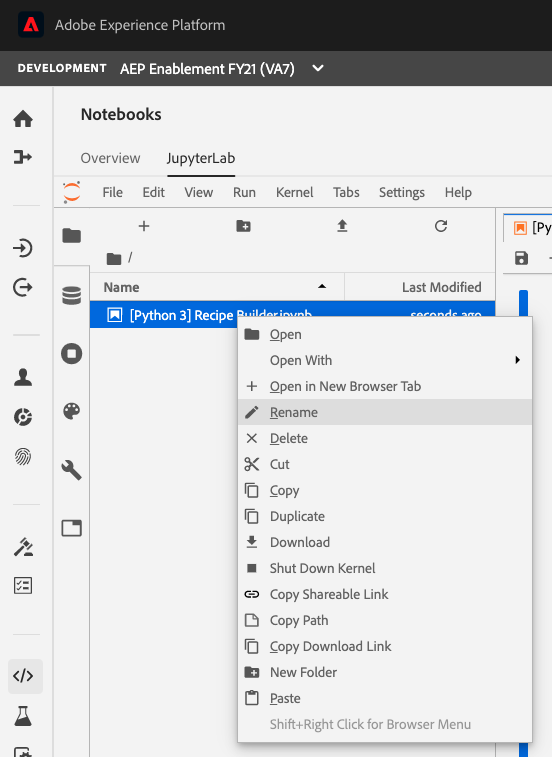 Adobe Experience Platform
DEVELOPMENT AEP Enablement FY21 (VA7)
Notebooks
Overview JupyterLab
File Edit View Run Kernel Tabs Settings Help
[Py
/
Name Last Modified
[Python 3] Recipe Builder.ipynb seconds ago
Open
Open With
Open in New Browser Tab
Rename
Delete
Cut
Copy
Duplicate
Download
Shut Down Kernel
Copy Shareable Link
Copy Path
Copy Download Link
New Folder
Paste
Shift+Right Click for Browser Menu